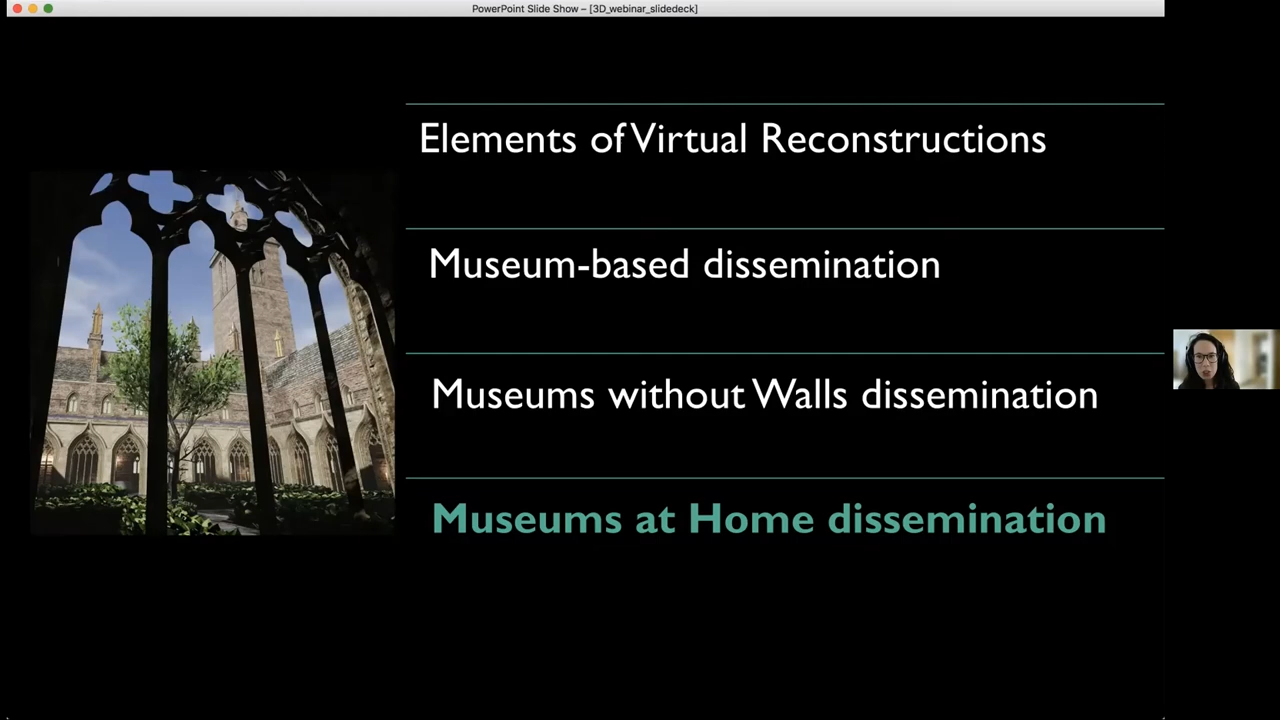 PowerPoint Slide Show – [3D_webinar_slidedeck]
Elements of Virtual Reconstructions
Museum-based dissemination
Museums without Walls dissemination
Museums at Home dissemination